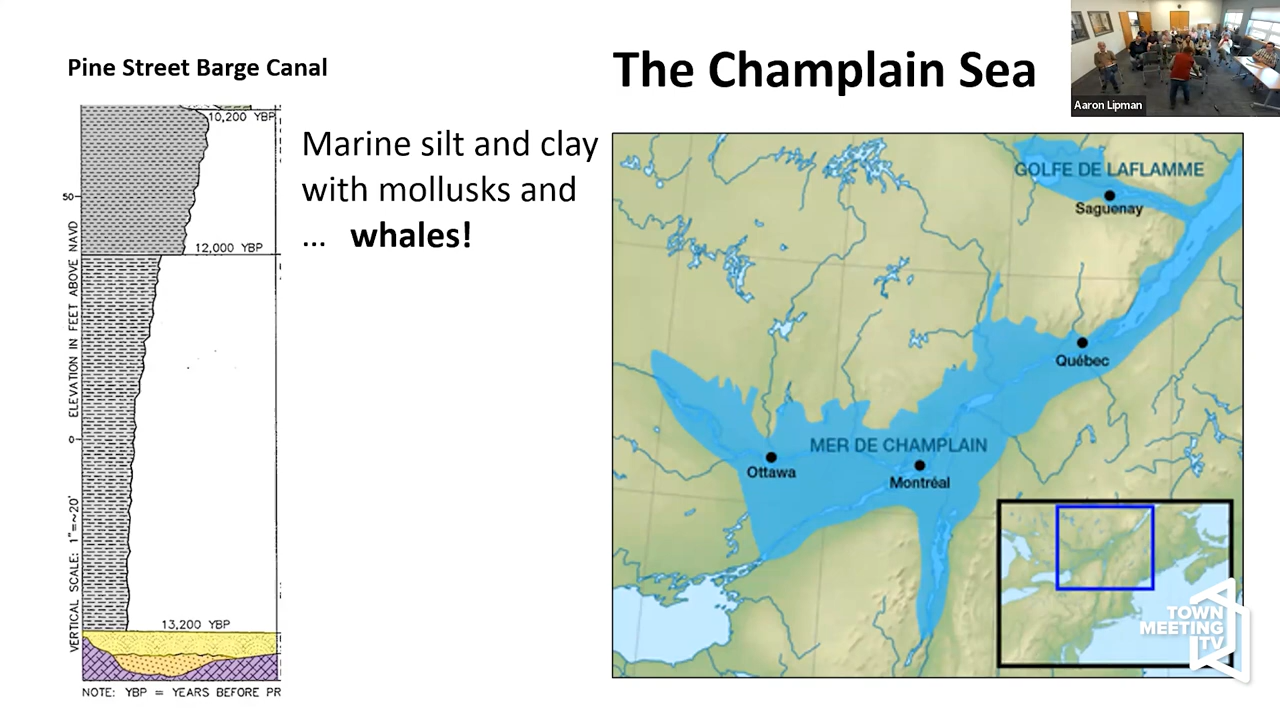 Pine Street Barge Canal
The Champlain Sea
Aaron Lipman
10,200 YBP
Marine silt and clay
with mollusks and
... whales!
50
12,000 YBP
ELEVATION IN FEET ABOVE NAVD
0
VERTICAL SCALE: 1"=~20'
13,200 YBP
NOTE: YBP = YEARS BEFORE PR
GOLFE DE LAFLAMME
Saguenay
Québec
MER DE CHAMPLAIN
Ottawa
Montréal
TOWN
MEETING
TV